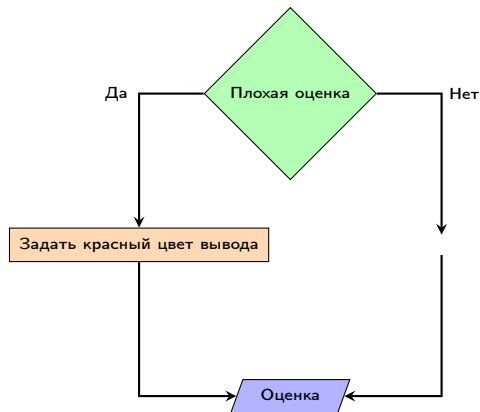 Плохая оценка
Да
Нет
Задать красный цвет вывода
Оценка